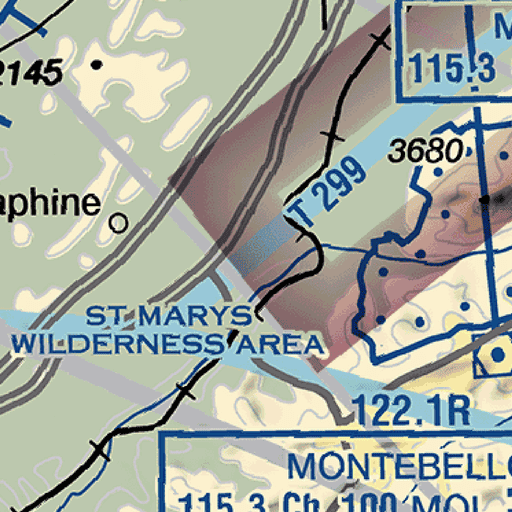 2145
115.3
3680
aphine
T 299
ST MARYS
WILDERNESS AREA
122.1R
MONTEBELLO
115.3 Ch 100 MOL